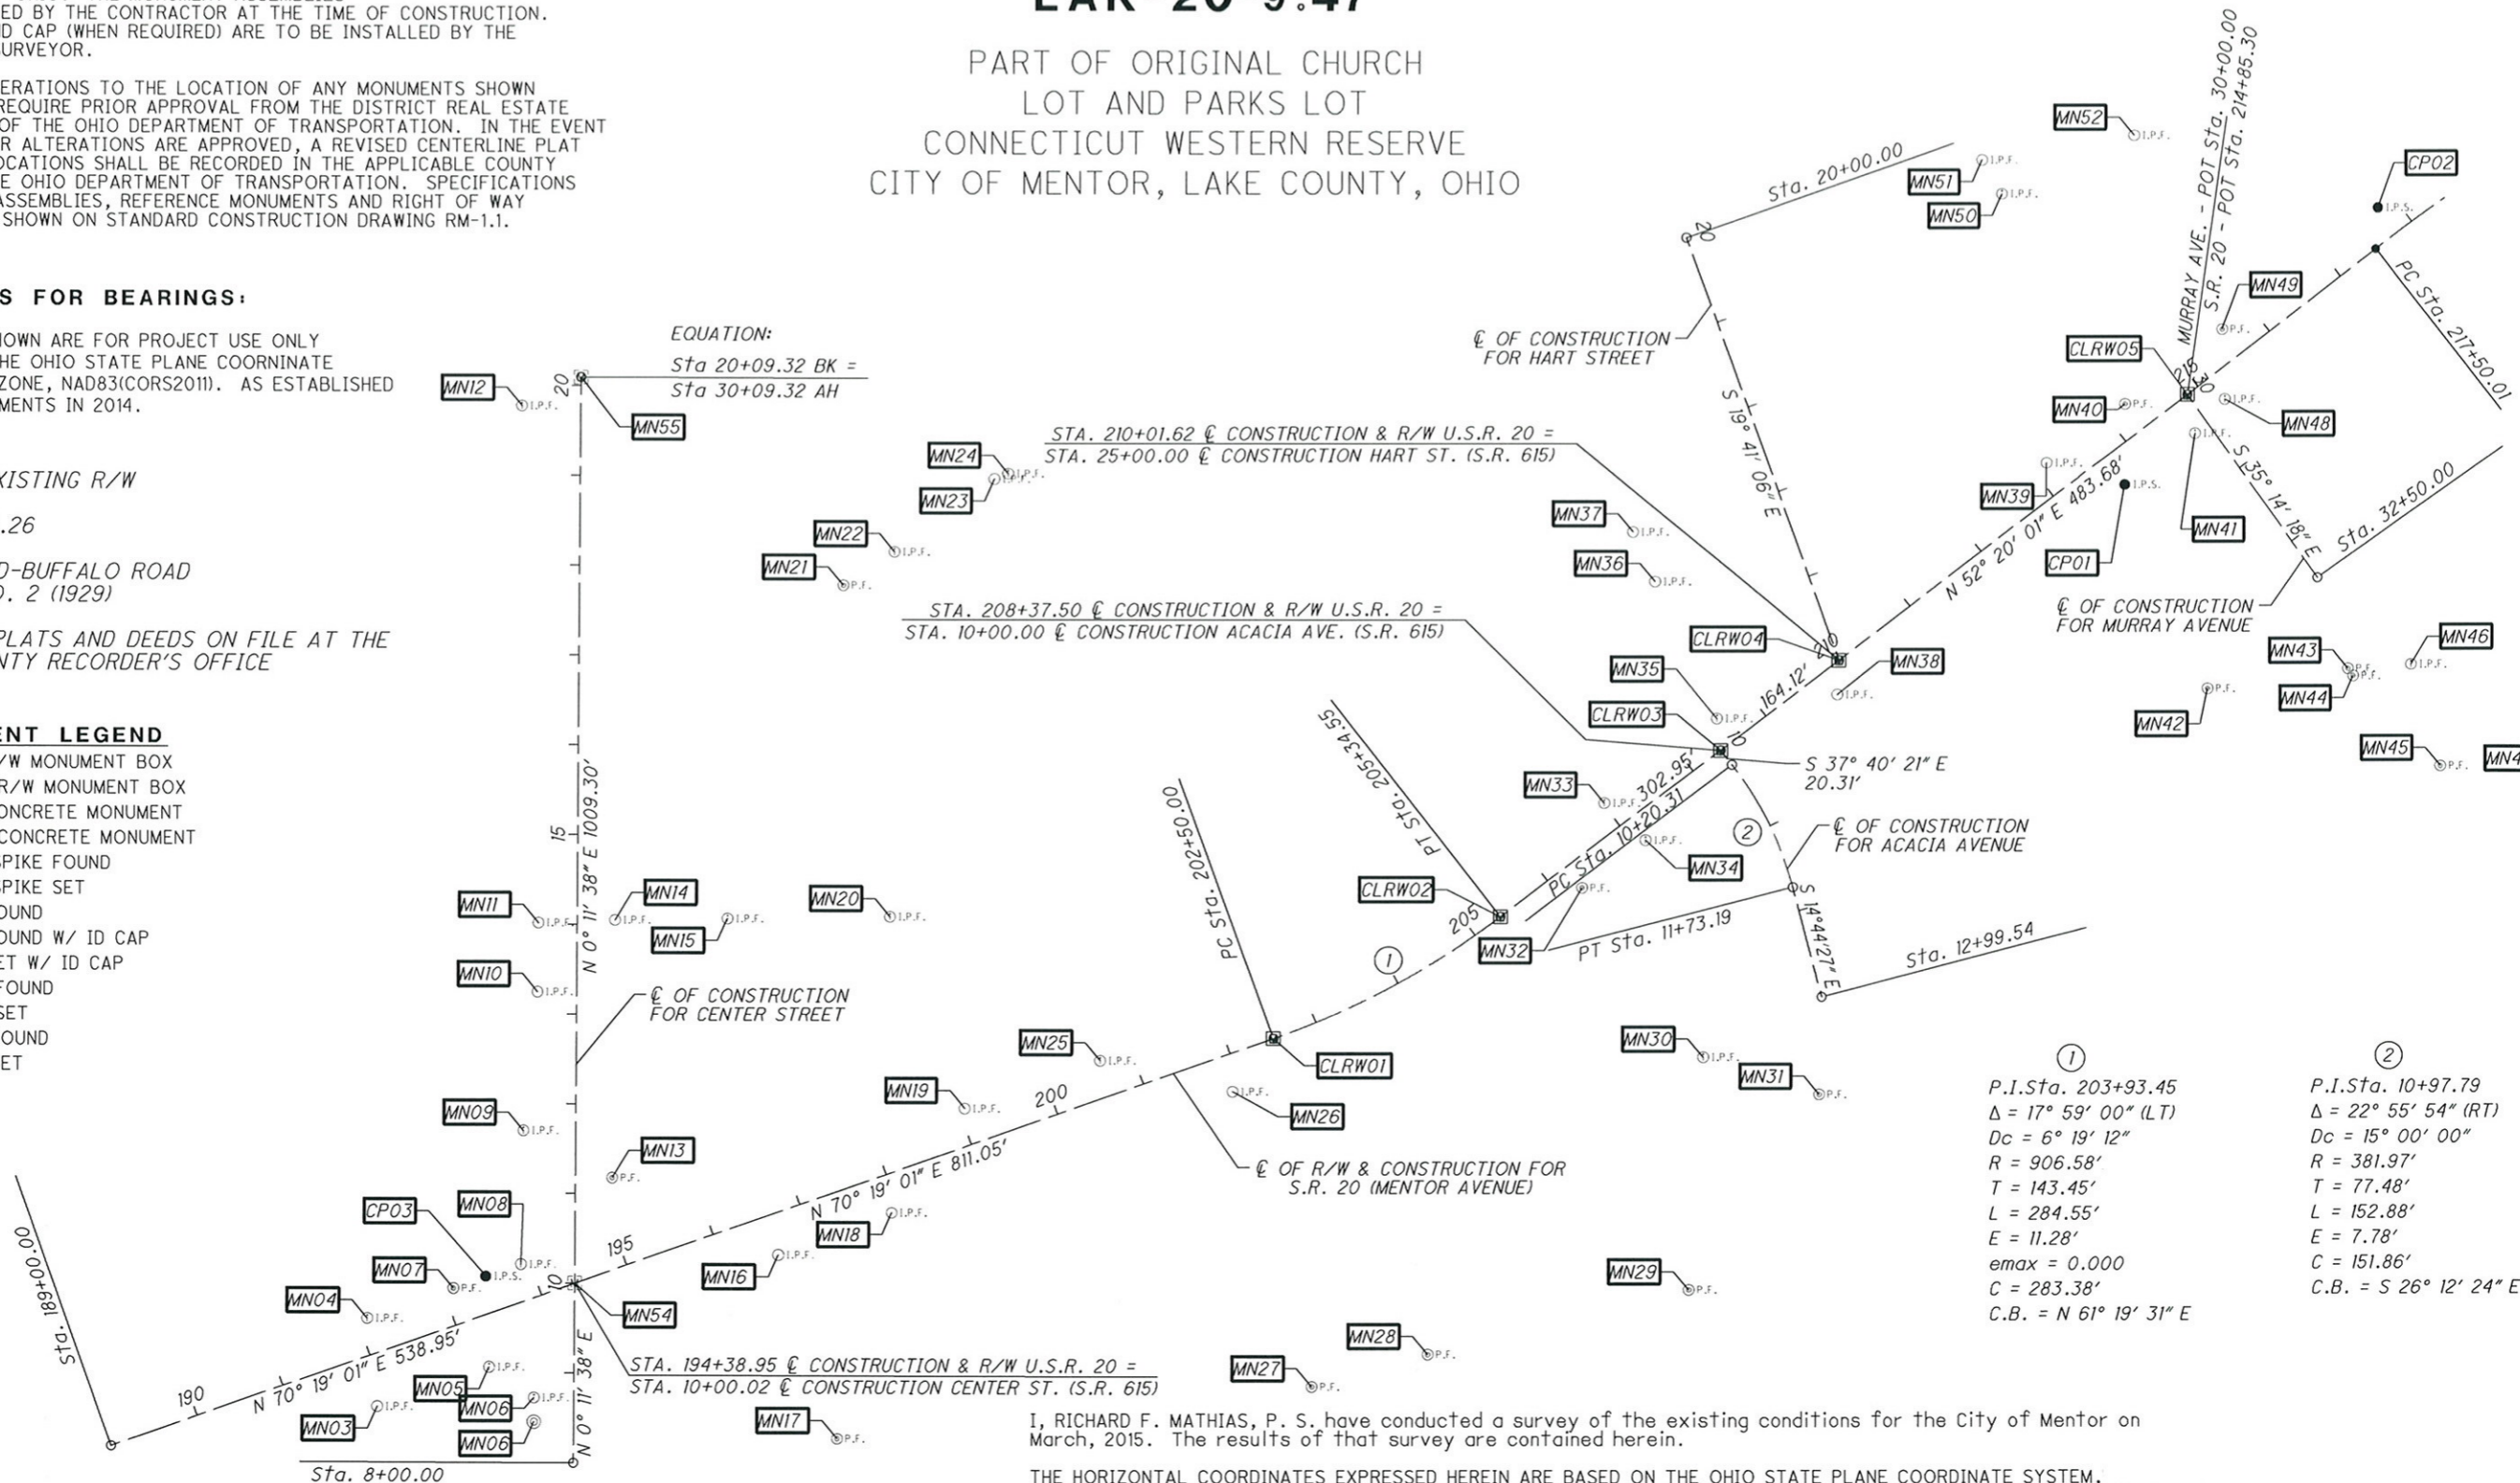 ED BY THE CONTRACTOR AT THE TIME OF CONSTRUCTION.
D CAP (WHEN REQUIRED) ARE TO BE INSTALLED BY THE
URVEYOR.
ERATIONS TO THE LOCATION OF ANY MONUMENTS SHOWN
REQUIRE PRIOR APPROVAL FROM THE DISTRICT REAL ESTATE
OF THE OHIO DEPARTMENT OF TRANSPORTATION. IN THE EVENT
R ALTERATIONS ARE APPROVED, A REVISED CENTERLINE PLAT
OCATIONS SHALL BE RECORDED IN THE APPLICABLE COUNTY
E OHIO DEPARTMENT OF TRANSPORTATION. SPECIFICATIONS
ASSEMBLIES, REFERENCE MONUMENTS AND RIGHT OF WAY
SHOWN ON STANDARD CONSTRUCTION DRAWING RM-1.1.
PART OF ORIGINAL CHURCH
LOT AND PARKS LOT
CONNECTICUT WESTERN RESERVE
CITY OF MENTOR, LAKE COUNTY, OHIO
S FOR BEARINGS:
HOWN ARE FOR PROJECT USE ONLY
HE OHIO STATE PLANE COORNINATE
ZONE, NAD83(CORS2011). AS ESTABLISHED
MENTS IN 2014.
XISTING R/W
.26
D-BUFFALO ROAD
O. 2 (1929)
PLATS AND DEEDS ON FILE AT THE
NTY RECORDER'S OFFICE
ENT LEGEND
/W MONUMENT BOX
R/W MONUMENT BOX
ONCRETE MONUMENT
CONCRETE MONUMENT
SPIKE FOUND
SPIKE SET
OUND
OUND W/ ID CAP
ET W/ ID CAP
FOUND
SET
OUND
ET
EQUATION:
Sta 20+09.32 BK =
Sta 30+09.32 AH
MN12 I.P.F.
20
MN55
MN24 I.P.F.
MN23
MN22 I.P.F.
MN21 P.F.
STA. 210+01.62 ℄ CONSTRUCTION & R/W U.S.R. 20 =
STA. 25+00.00 ℄ CONSTRUCTION HART ST. (S.R. 615)
STA. 208+37.50 ℄ CONSTRUCTION & R/W U.S.R. 20 =
STA. 10+00.00 ℄ CONSTRUCTION ACACIA AVE. (S.R. 615)
Sta. 20+00.00
20
℄ OF CONSTRUCTION
FOR HART STREET
S 19° 41' 06" E
MN52 I.P.F.
MN51 I.P.F.
MN50 I.P.F.
MURRAY AVE. - POT Sta. 30+00.00
S.R. 20 - POT Sta. 214+85.30
CP02
I.P.S.
PC Sta. 217+50.01
MN49
P.F.
CLRW05
215
30
MN40 P.F.
I.P.F.
MN48
I.P.F.
MN41
I.P.F.
MN39
I.P.S.
CP01
N 52° 20' 01" E 483.68'
S 35° 14' 18" E
Sta. 32+50.00
℄ OF CONSTRUCTION
FOR MURRAY AVENUE
MN37 I.P.F.
MN36 I.P.F.
CLRW04
210
MN38
I.P.F.
MN35 I.P.F.
164.12'
CLRW03
10
MN43 P.F.
MN46
I.P.F.
MN44 P.F.
MN42 P.F.
MN45 P.F.
MN4
S 37° 40' 21" E
20.31'
MN33 I.P.F.
302.95'
PC Sta. 10+20.31
I.P.F.
MN34
2
℄ OF CONSTRUCTION
FOR ACACIA AVENUE
PT Sta. 205+34.55
PC Sta. 202+50.00
CLRW02
205
P.F.
MN32
1
PT Sta. 11+73.19
S 14°44'27" E
Sta. 12+99.54
15
N 0° 11' 38" E 1009.30'
MN11 I.P.F.
MN14
I.P.F.
I.P.F.
MN15
MN20 I.P.F.
MN10 I.P.F.
℄ OF CONSTRUCTION
FOR CENTER STREET
MN25 I.P.F.
CLRW01
MN19 I.P.F.
200
I.P.F.
MN26
MN30 I.P.F.
MN31 P.F.
MN09 I.P.F.
MN13
P.F.
N 70° 19' 01" E 811.05'
℄ OF R/W & CONSTRUCTION FOR
S.R. 20 (MENTOR AVENUE)
CP03
I.P.S.
MN08
I.P.F.
MN07 P.F.
MN04 I.P.F.
10
195
MN18 I.P.F.
MN16 I.P.F.
MN54
MN29 P.F.
MN28 P.F.
MN27 P.F.
Sta. 189+00.00
190
N 70° 19' 01" E 538.95'
MN05 I.P.F.
MN06 I.P.F.
MN03 I.P.F.
MN06
N 0° 11' 38" E
Sta. 8+00.00
STA. 194+38.95 ℄ CONSTRUCTION & R/W U.S.R. 20 =
STA. 10+00.02 ℄ CONSTRUCTION CENTER ST. (S.R. 615)
MN17 P.F.
1
P.I.Sta. 203+93.45
Δ = 17° 59' 00" (LT)
Dc = 6° 19' 12"
R = 906.58'
T = 143.45'
L = 284.55'
E = 11.28'
emax = 0.000
C = 283.38'
C.B. = N 61° 19' 31" E
2
P.I.Sta. 10+97.79
Δ = 22° 55' 54" (RT)
Dc = 15° 00' 00"
R = 381.97'
T = 77.48'
L = 152.88'
E = 7.78'
C = 151.86'
C.B. = S 26° 12' 24" E
I, RICHARD F. MATHIAS, P. S. have conducted a survey of the existing conditions for the City of Mentor on
March, 2015. The results of that survey are contained herein.
THE HORIZONTAL COORDINATES EXPRESSED HEREIN ARE BASED ON THE OHIO STATE PLANE COORDINATE SYSTEM.